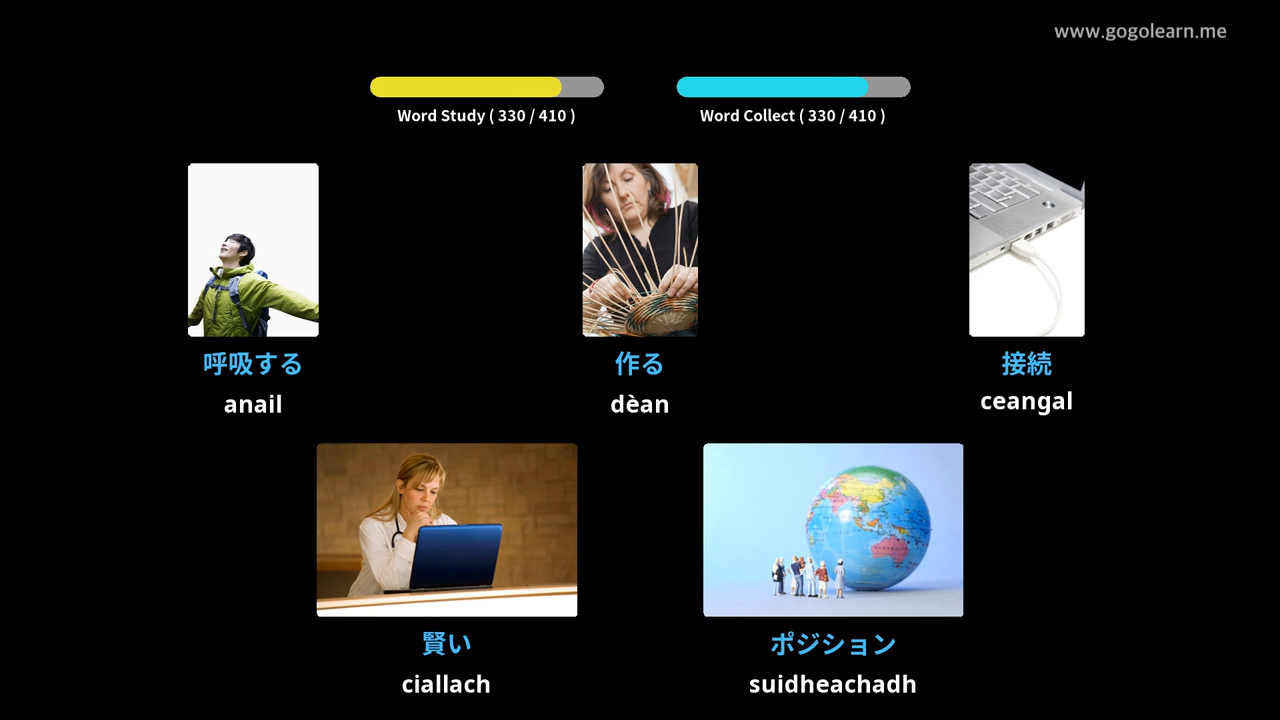 www.gogolearn.me
Word Study ( 330 / 410 )
Word Collect ( 330 / 410 )
呼吸する
anail
作る
dèan
接続
ceangal
賢い
ciallach
ポジション
suidheachadh